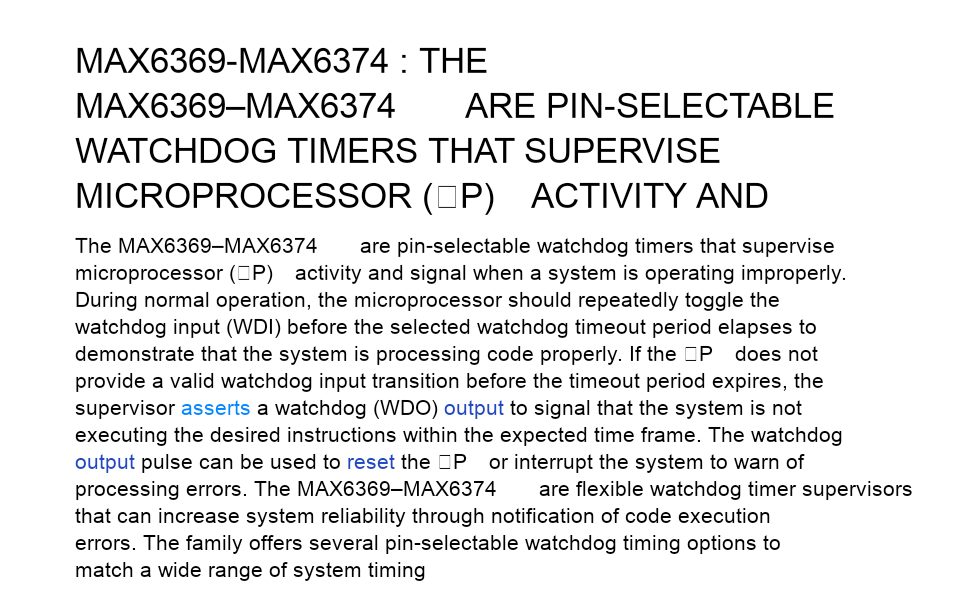 MAX6369-MAX6374 : THE
MAX6369–MAX6374 ARE PIN-SELECTABLE
WATCHDOG TIMERS THAT SUPERVISE
MICROPROCESSOR (□P) ACTIVITY AND
The MAX6369–MAX6374 are pin-selectable watchdog timers that supervise
microprocessor (□P) activity and signal when a system is operating improperly.
During normal operation, the microprocessor should repeatedly toggle the
watchdog input (WDI) before the selected watchdog timeout period elapses to
demonstrate that the system is processing code properly. If the □P does not
provide a valid watchdog input transition before the timeout period expires, the
supervisor asserts a watchdog (WDO) output to signal that the system is not
executing the desired instructions within the expected time frame. The watchdog
output pulse can be used to reset the □P or interrupt the system to warn of
processing errors. The MAX6369–MAX6374 are flexible watchdog timer supervisors
that can increase system reliability through notification of code execution
errors. The family offers several pin-selectable watchdog timing options to
match a wide range of system timing